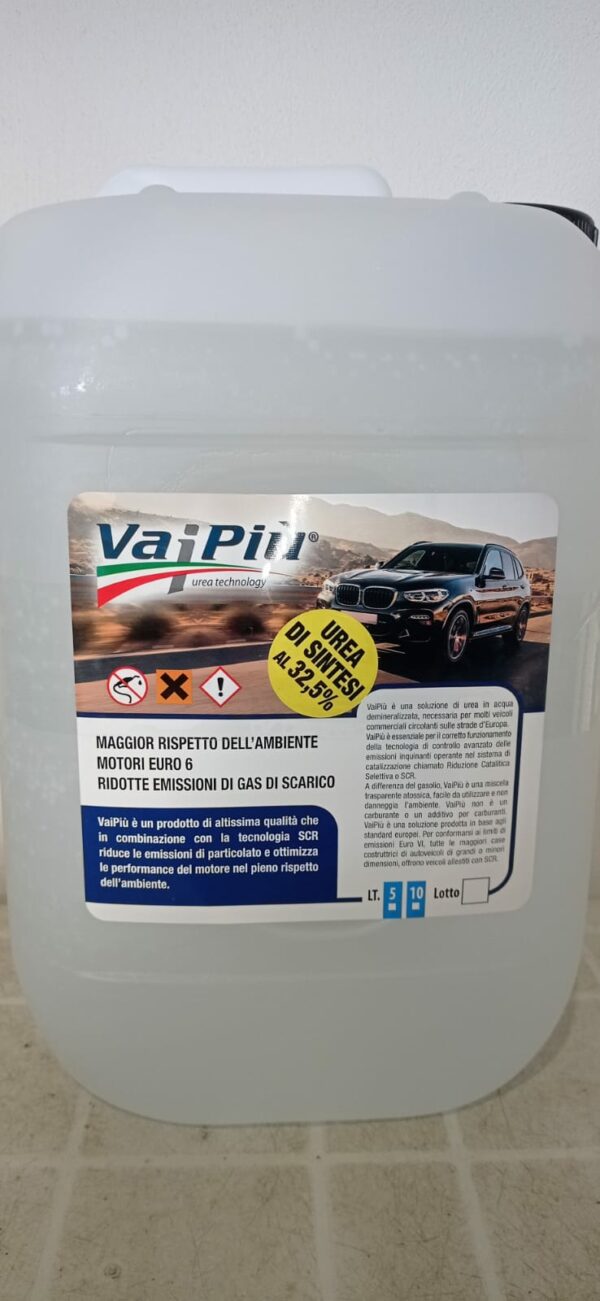 VaiPiù®
urea technology
UREA
DI SINTESI
AL 32,5%
MAGGIOR RISPETTO DELL'AMBIENTE
MOTORI EURO 6
RIDOTTE EMISSIONI DI GAS DI SCARICO
VaiPiù è un prodotto di altissima qualità che
in combinazione con la tecnologia SCR
riduce le emissioni di particolato e ottimizza
le performance del motore nel pieno rispetto
dell'ambiente.
VaiPiù è una soluzione di urea in acqua
demineralizzata, necessaria per molti veicoli
commerciali circolanti sulle strade d'Europa.
VaiPiù è essenziale per il corretto funzionamento
della tecnologia di controllo avanzato delle
emissioni inquinanti operante nel sistema di
catalizzazione chiamato Riduzione Catalitica
Selettiva o SCR.
A differenza del gasolio, VaiPiù è una miscela
trasparente atossica, facile da utilizzare e non
danneggia l'ambiente. VaiPiù non è un
carburante o un additivo per carburanti.
VaiPiù è una soluzione prodotta in base agli
standard europei. Per conformarsi ai limiti di
emissioni Euro VI, tutte le maggiori case
costruttrici di autoveicoli di grandi o minori
dimensioni, offrono veicoli allestiti con SCR.
LT. 5 10 Lotto